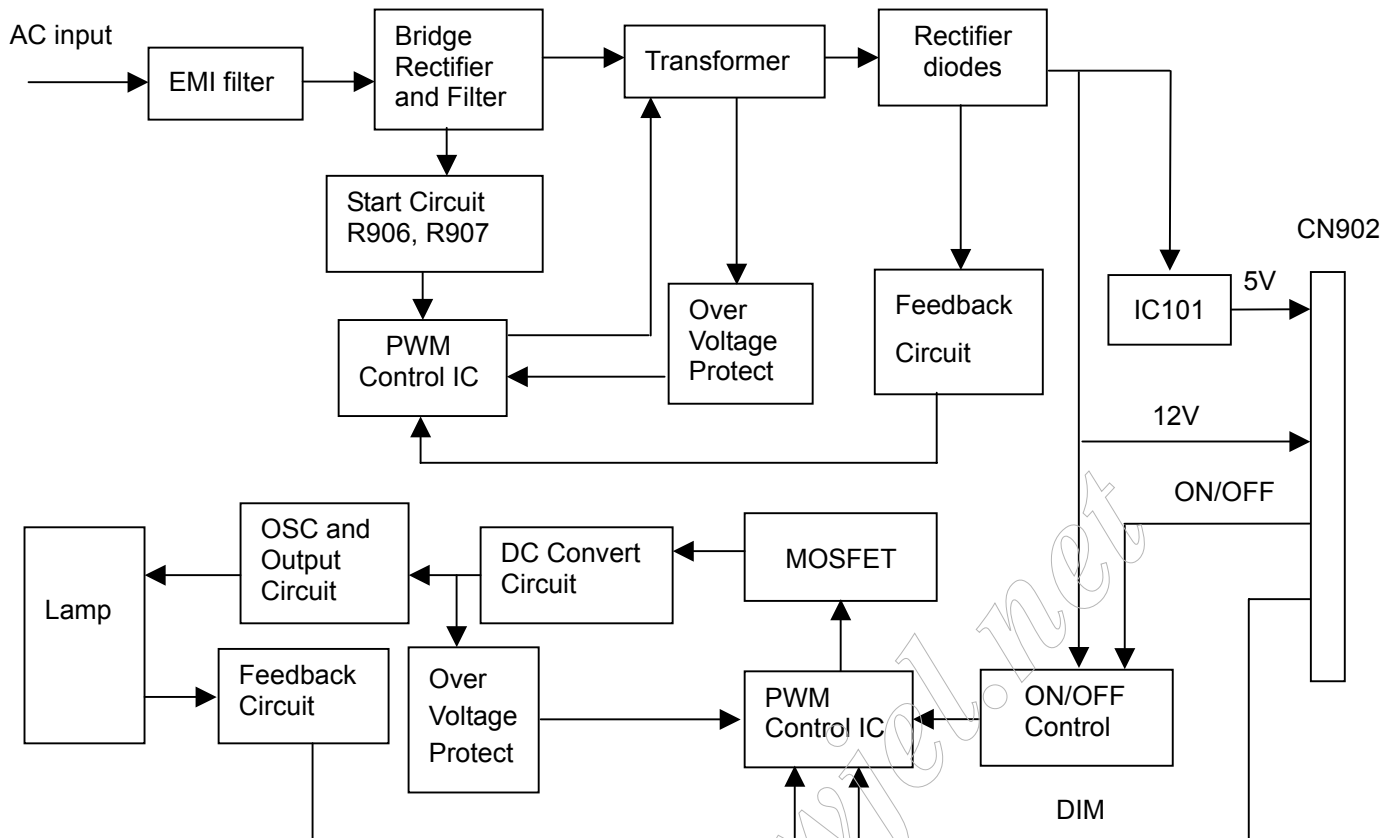 AC input
EMI filter
Bridge
Rectifier
and Filter
Transformer
Rectifier
diodes
Start Circuit
R906, R907
PWM
Control IC
Over
Voltage
Protect
Feedback
Circuit
IC101
5V
CN902
12V
ON/OFF
Lamp
OSC and
Output
Circuit
DC Convert
Circuit
MOSFET
Feedback
Circuit
Over
Voltage
Protect
PWM
Control IC
ON/OFF
Control
DIM